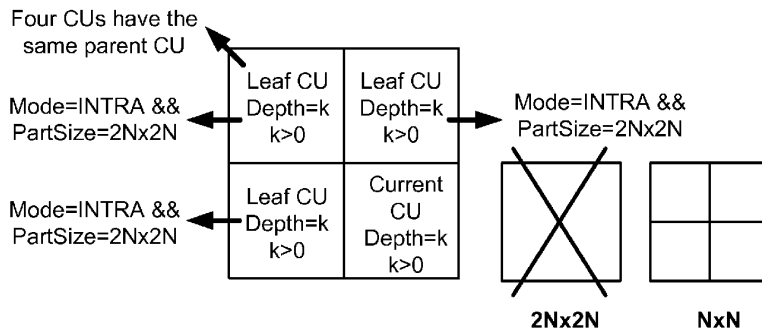 Four CUs have the
same parent CU
Mode=INTRA &&
PartSize=2Nx2N
Leaf CU
Depth=k
k>0
Leaf CU
Depth=k
k>0
Mode=INTRA &&
PartSize=2Nx2N
Mode=INTRA &&
PartSize=2Nx2N
Leaf CU
Depth=k
k>0
Current
CU
Depth=k
k>0
2Nx2N
NxN